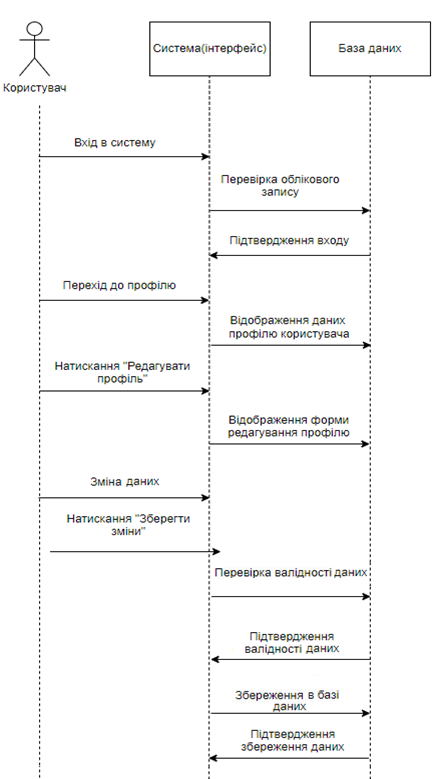 Користувач
Система(інтерфейс)
База даних
Вхід в систему
Перевірка облікового
запису
Підтвердження входу
Перехід до профілю
Відображення даних
профілю користувача
Натискання "Редагувати
профіль"
Відображення форми
редагування профілю
Зміна даних
Натискання "Зберегти
зміни"
Перевірка валідності даних
Підтвердження
валідності даних
Збереження в базі
даних
Підтвердження
збереження даних